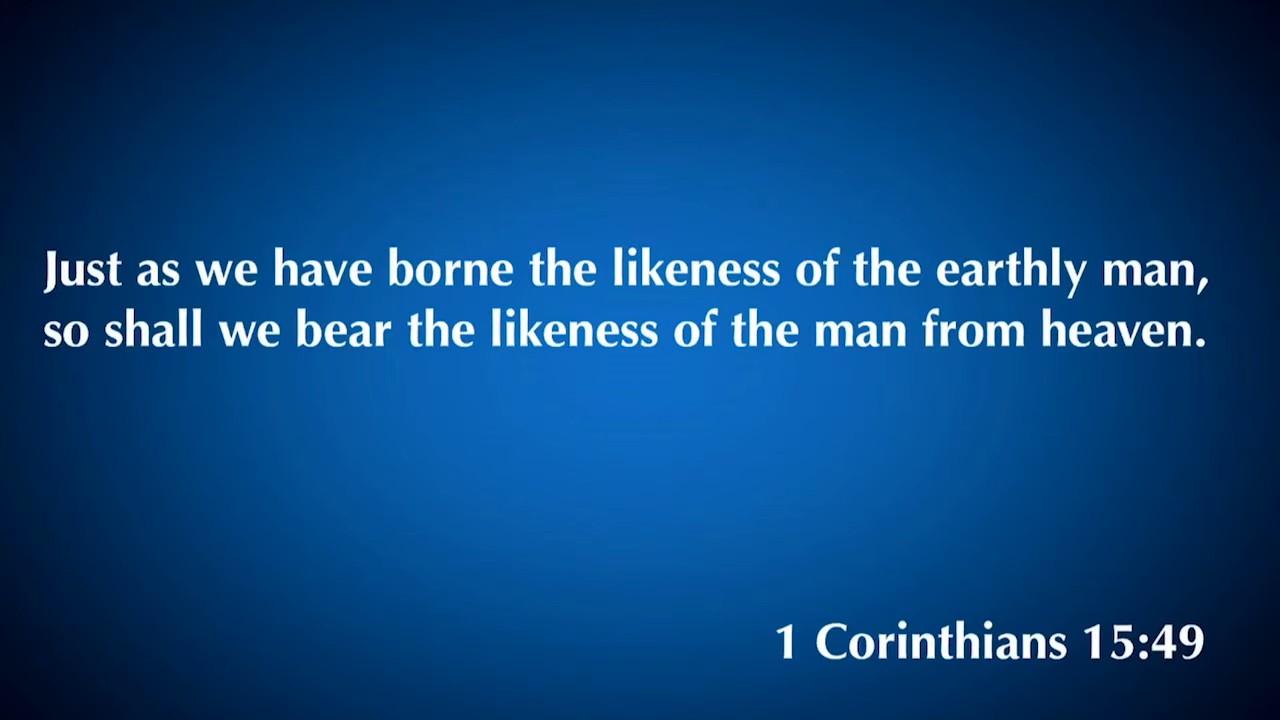 Just as we have borne the likeness of the earthly man,
so shall we bear the likeness of the man from heaven.
1 Corinthians 15:49